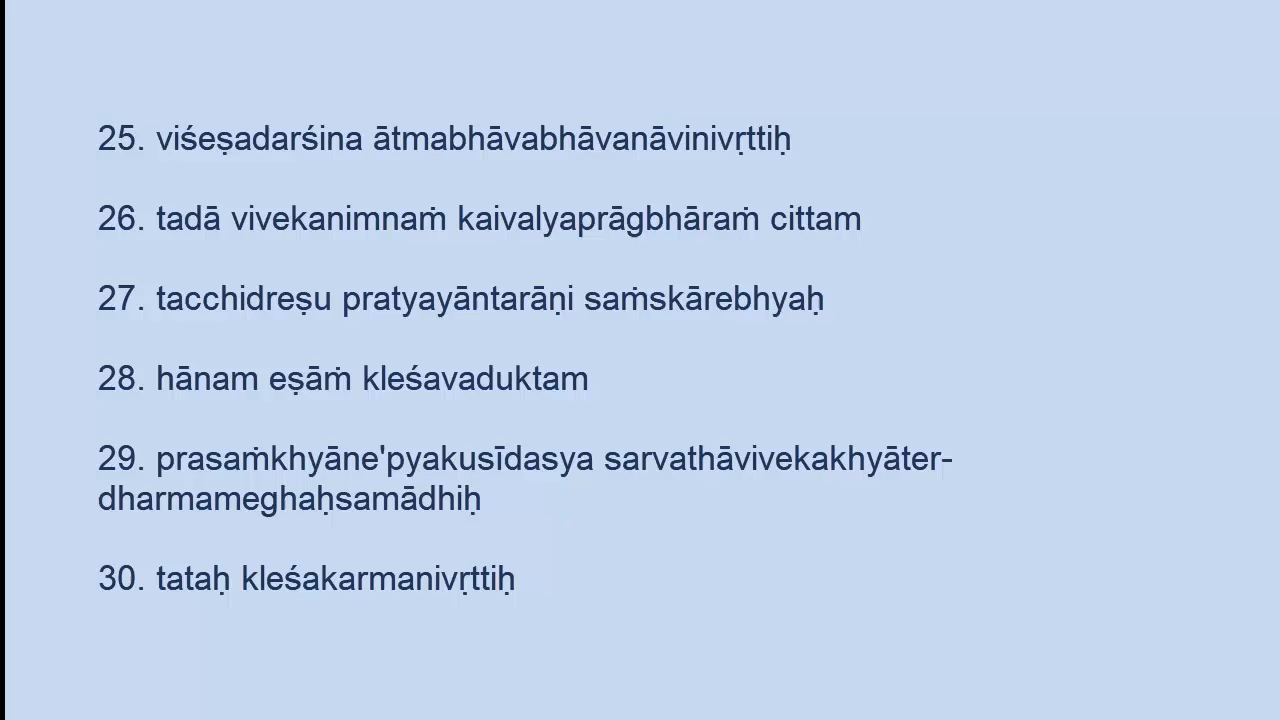 25. viśeṣadarśina ātmabhāvabhāvanāvinivṛttiḥ
26. tadā vivekanimnaṁ kaivalyaprāgbhāraṁ cittam
27. tacchidreṣu pratyayāntarāṇi saṁskārebhyaḥ
28. hānam eṣāṁ kleśavaduktam
29. prasaṁkhyāne'pyakusīdasya sarvathāvivekakhyāter-
dharmameghaḥsamādhiḥ
30. tataḥ kleśakarmanivṛttiḥ